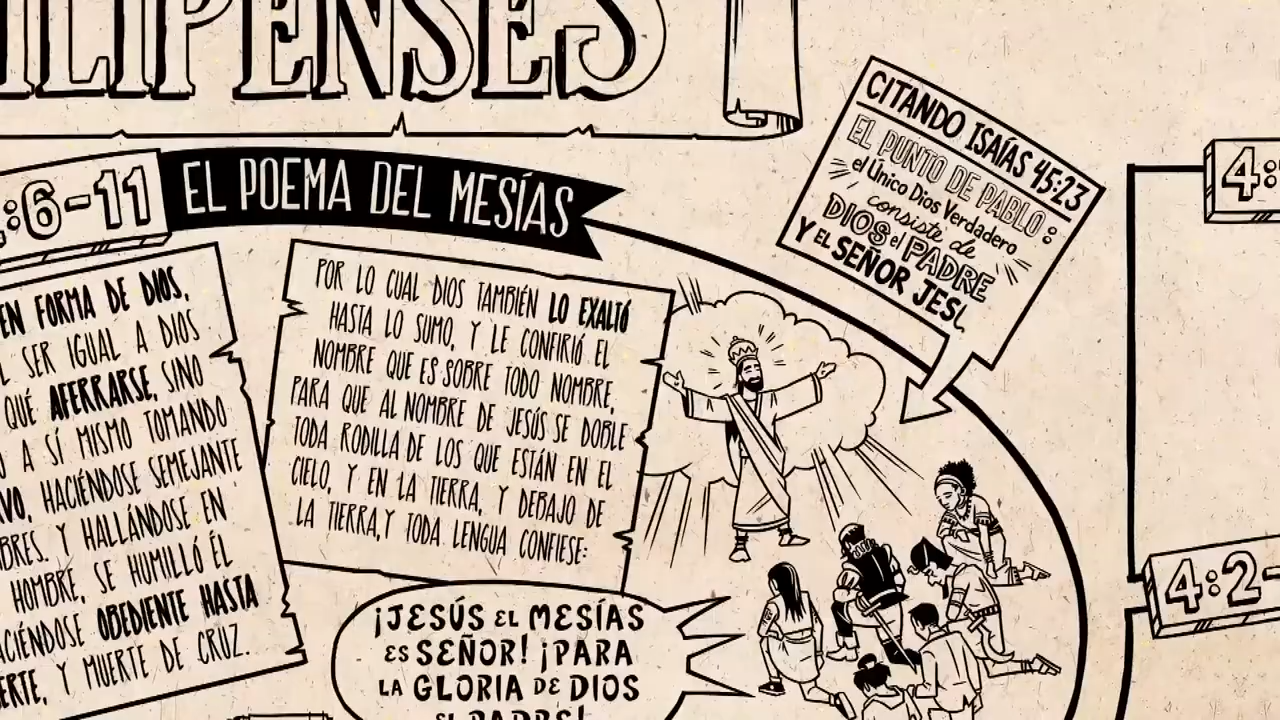 ILIPENSES
:6-11
EL POEMA DEL MESÍAS
EN FORMA DE DIOS,
SER IGUAL A DIOS
QUÉ AFERRARSE, SINO
A SÍ MISMO TOMANDO
HACIÉNDOSE SEMEJANTE
Y HALLÁNDOSE EN
HOMBRE, SE HUMILLÓ ÉL
OBEDIENTE HASTA
Y MUERTE DE CRUZ.
POR LO CUAL DIOS TAMBIÉN LO EXALTÓ
HASTA LO SUMO, Y LE CONFIRIÓ EL
NOMBRE QUE ES SOBRE TODO NOMBRE,
PARA QUE AL NOMBRE DE JESÚS SE DOBLE
TODA RODILLA DE LOS QUE ESTÁN EN EL
CIELO, Y EN LA TIERRA, Y DEBAJO DE
LA TIERRA, Y TODA LENGUA CONFIESE:
¡JESÚS EL MESÍAS
ES SEÑOR! ¡PARA
LA GLORIA DE DIOS
EL PADRE!
CITANDO ISAÍAS 45:23
EL PUNTO DE PABLO:
el Único Dios Verdadero
consiste de
DIOS el PADRE
Y EL SEÑOR
4:
4:2-